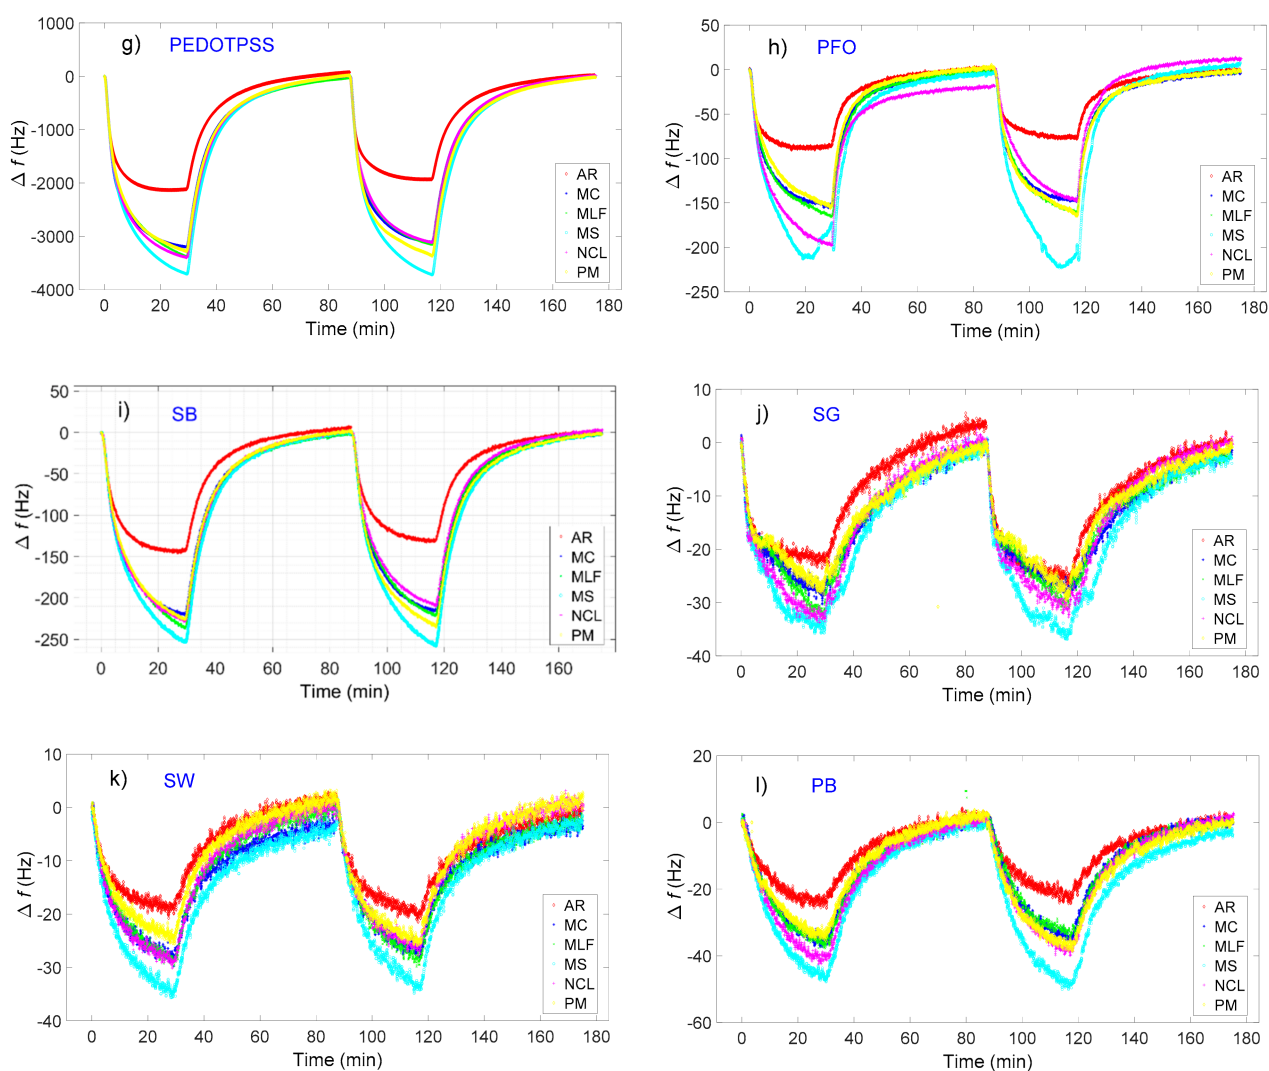 g) PEDOTPSS
1000
0
-1000
-2000
-3000
-4000
Δ f (Hz)
0 20 40 60 80 100 120 140 160 180
Time (min)
AR
MC
MLF
MS
NCL
PM
h) PFO
50
0
-50
-100
-150
-200
-250
Δ f (Hz)
0 20 40 60 80 100 120 140 160 180
Time (min)
AR
MC
MLF
MS
NCL
PM
i) SB
50
0
-50
-100
-150
-200
-250
Δ f (Hz)
0 20 40 60 80 100 120 140 160
Time (min)
AR
MC
MLF
MS
NCL
PM
j) SG
10
0
-10
-20
-30
-40
Δ f (Hz)
0 20 40 60 80 100 120 140 160 180
Time (min)
AR
MC
MLF
MS
NCL
PM
k) SW
10
0
-10
-20
-30
-40
Δ f (Hz)
0 20 40 60 80 100 120 140 160 180
Time (min)
AR
MC
MLF
MS
NCL
PM
l) PB
20
0
-20
-40
-60
Δ f (Hz)
0 20 40 60 80 100 120 140 160 180
Time (min)
AR
MC
MLF
MS
NCL
PM